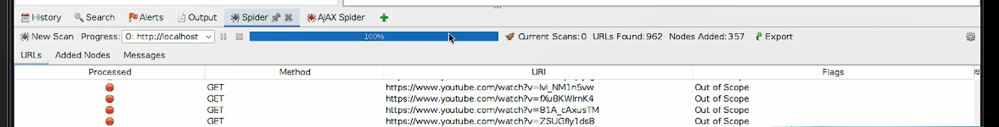 History Search Alerts Output Spider AJAX Spider
New Scan Progress: 0: http://localhost 100% Current Scans:0 URLs Found:962 Nodes Added:357 Export
URLs Added Nodes Messages
Processed Method URI Flags
GET https://www.youtube.com/watch?v=lvi_NM1n5vw Out of Scope
GET https://www.youtube.com/watch?v=fXu8KWlrnK4 Out of Scope
GET https://www.youtube.com/watch?v=81A_cAxusTM Out of Scope
GET https://www.youtube.com/watch?v=ZSUGfly1ds8 Out of Scope